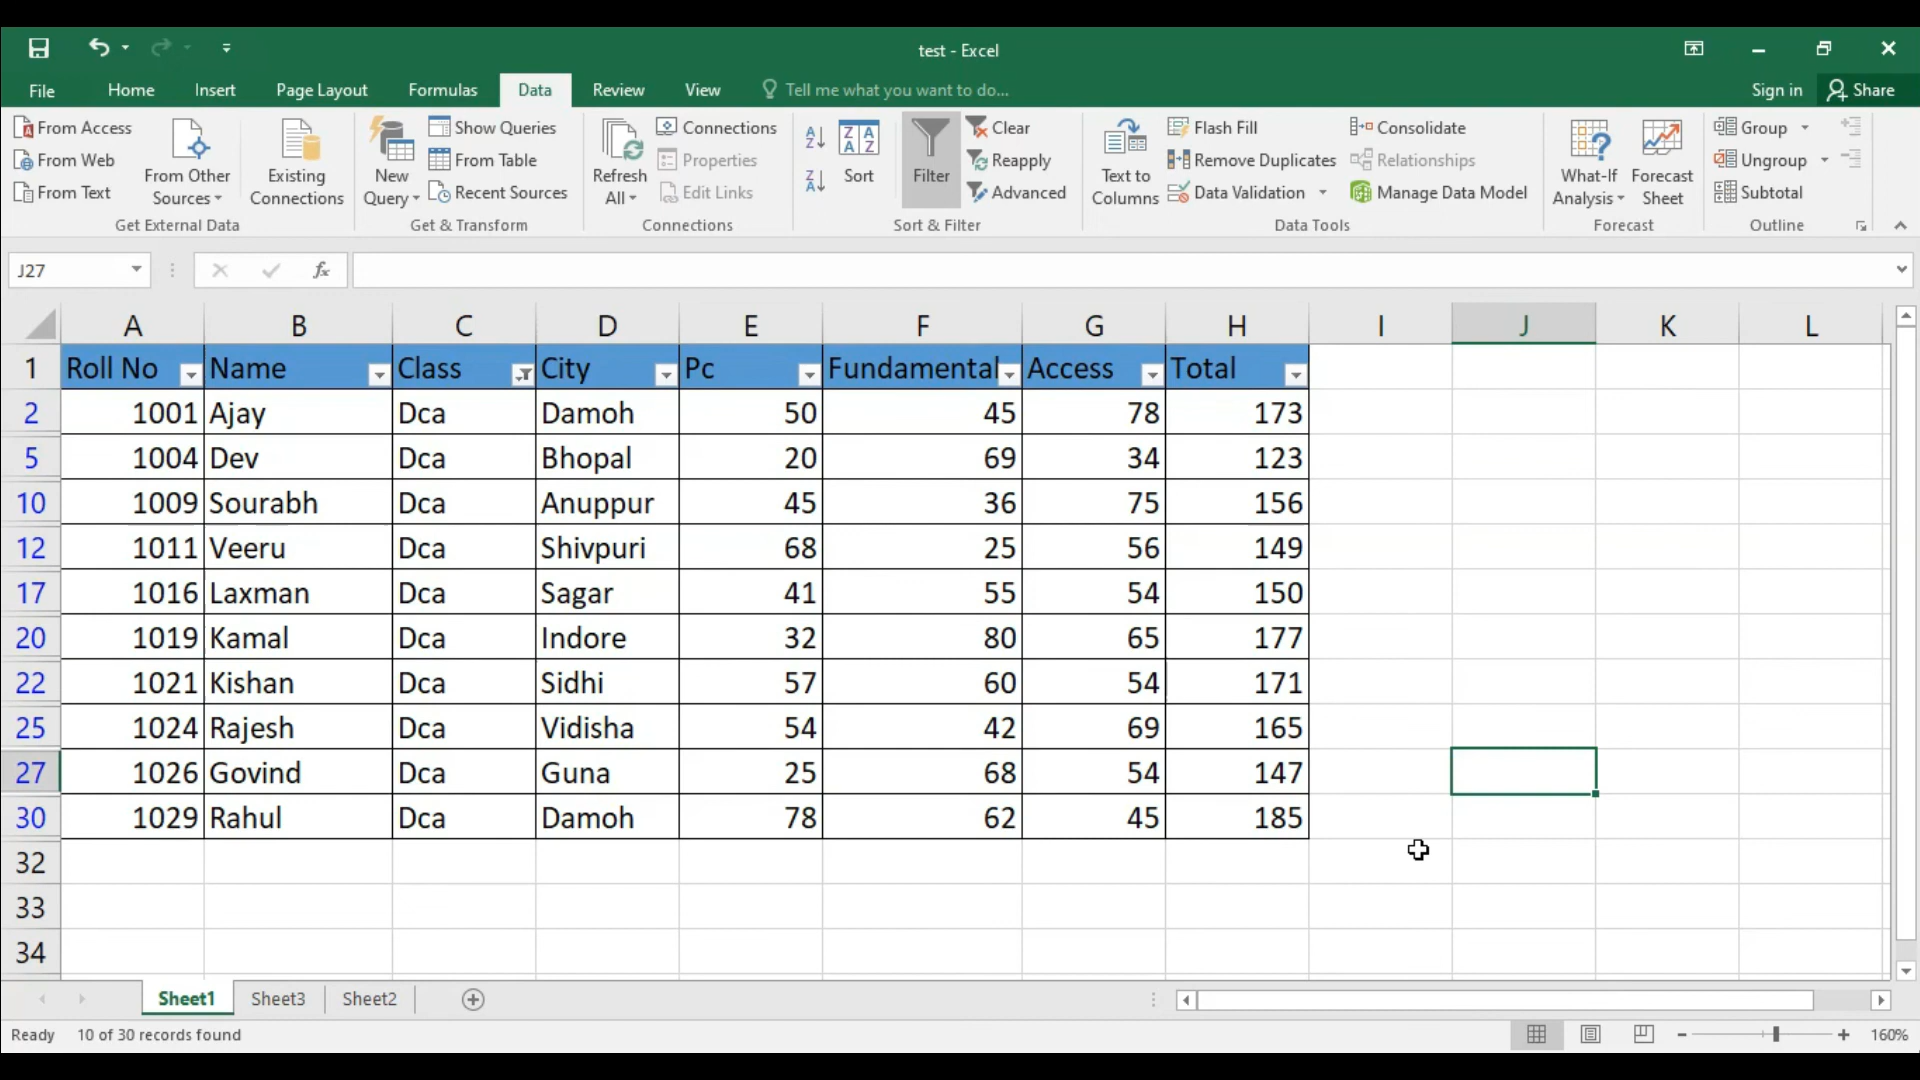 test - Excel
File Home Insert Page Layout Formulas Data Review View Tell me what you want to do... Sign in Share
From Access
From Web
From Text
From Other
Sources
Existing
Connections
Get External Data
New
Query
Show Queries
From Table
Recent Sources
Get & Transform
Refresh
All
Connections
Properties
Edit Links
Connections
Sort
Filter
Clear
Reapply
Advanced
Sort & Filter
Text to
Columns
Flash Fill
Remove Duplicates
Data Validation
Consolidate
Relationships
Manage Data Model
Data Tools
What-If
Analysis
Forecast
Sheet
Forecast
Group
Ungroup
Subtotal
Outline
J27 fx
A B C D E F G H I J K L
1 Roll No Name Class City Pc Fundamental Access Total
2 1001 Ajay Dca Damoh 50 45 78 173
5 1004 Dev Dca Bhopal 20 69 34 123
10 1009 Sourabh Dca Anuppur 45 36 75 156
12 1011 Veeru Dca Shivpuri 68 25 56 149
17 1016 Laxman Dca Sagar 41 55 54 150
20 1019 Kamal Dca Indore 32 80 65 177
22 1021 Kishan Dca Sidhi 57 60 54 171
25 1024 Rajesh Dca Vidisha 54 42 69 165
27 1026 Govind Dca Guna 25 68 54 147
30 1029 Rahul Dca Damoh 78 62 45 185
32
33
34
Sheet1 Sheet3 Sheet2
Ready 10 of 30 records found 160%